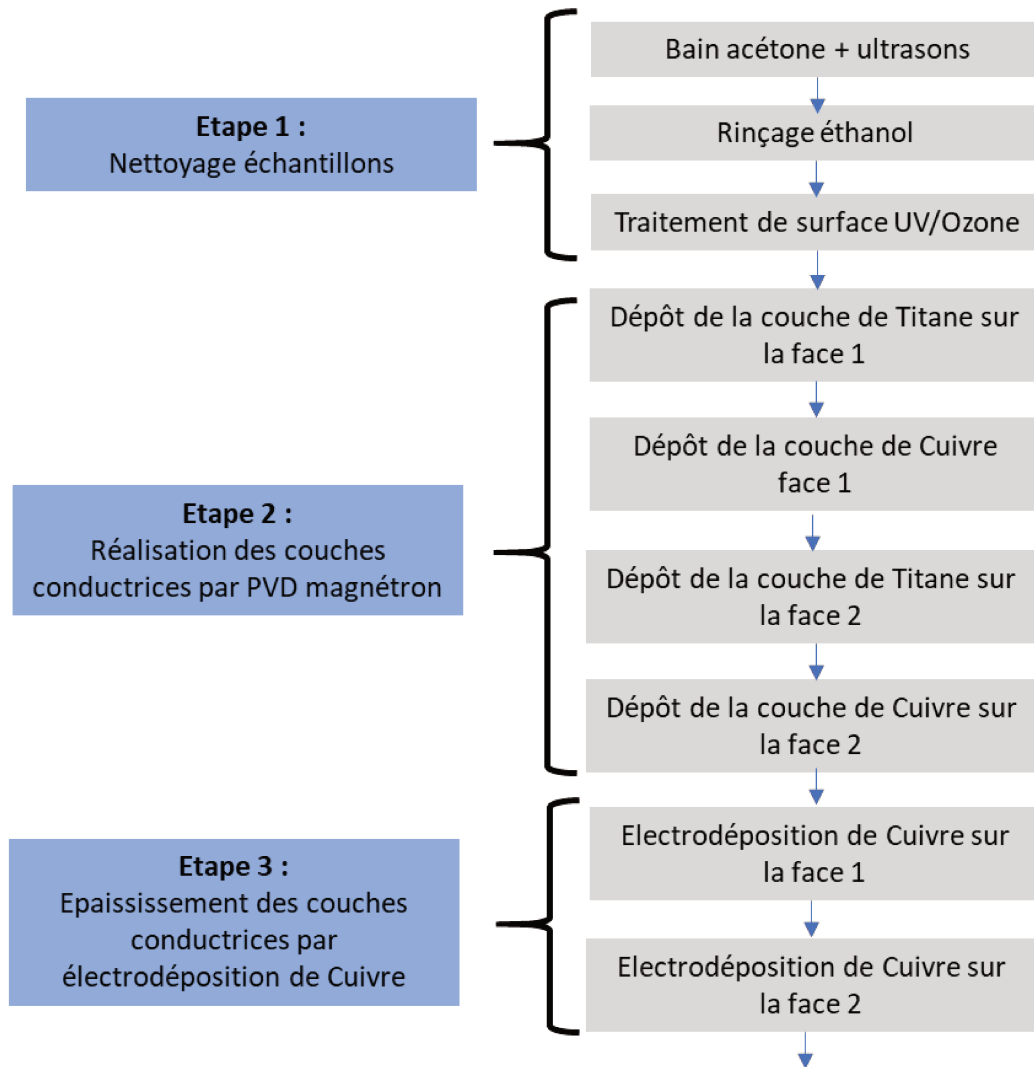 Bain acétone + ultrasons
Etape 1 :
Nettoyage échantillons
Rinçage éthanol
Traitement de surface UV/Ozone
Dépôt de la couche de Titane sur
la face 1
Dépôt de la couche de Cuivre
face 1
Etape 2 :
Réalisation des couches
conductrices par PVD magnétron
Dépôt de la couche de Titane sur
la face 2
Dépôt de la couche de Cuivre sur
la face 2
Etape 3 :
Epaississement des couches
conductrices par
électrodéposition de Cuivre
Electrodéposition de Cuivre sur
la face 1
Electrodéposition de Cuivre sur
la face 2